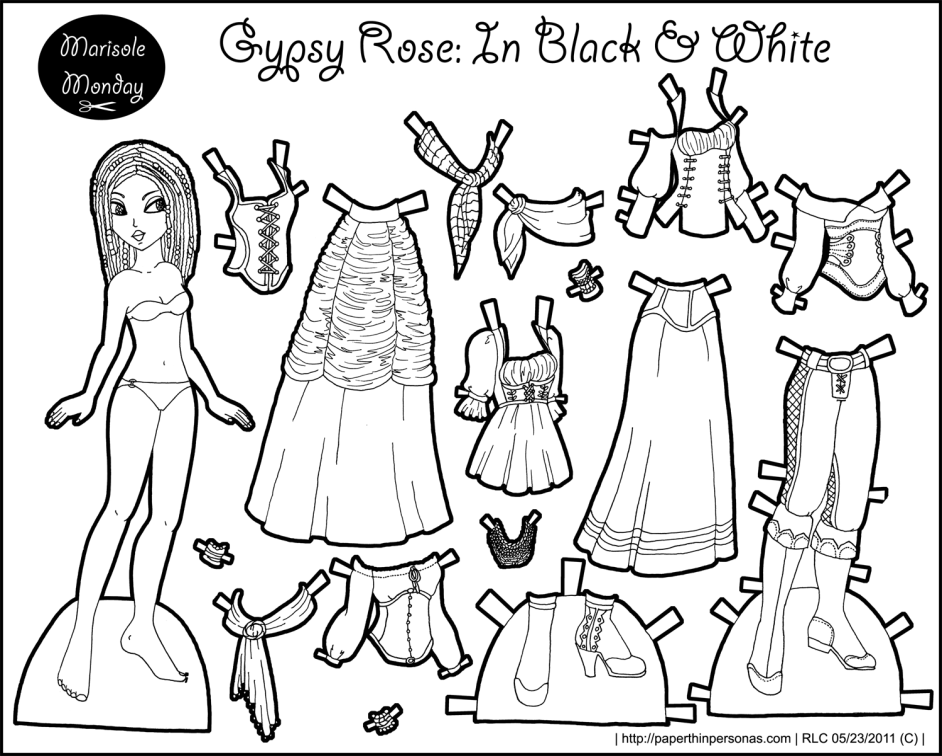 Marisole
Monday
Gypsy Rose: In Black & White
| http://paperthinpersonas.com | RLC 05/23/2011 (C) |